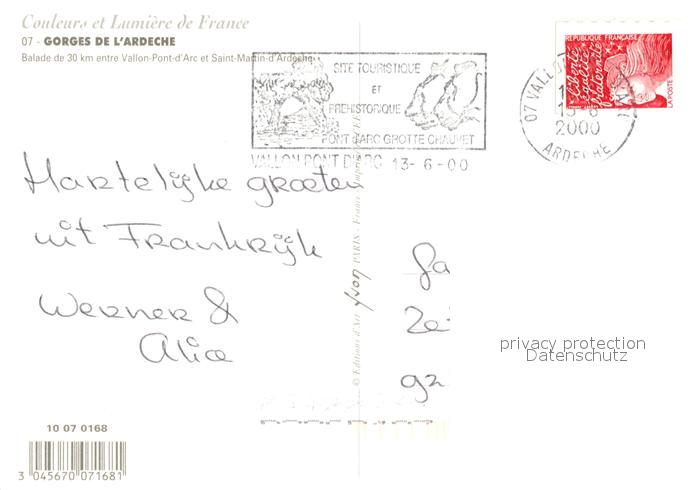 Couleurs et Lumière de France
07 - GORGES DE L'ARDECHE
Balade de 30 km entre Vallon-Pont-d'Arc et Saint-Martin-d'Ardèche
SITE TOURISTIQUE
ET
PREHISTORIQUE
PONT D'ARC GROTTE CHAUVET
VALLON PONT D'ARC 13-6-00
07 VALLON
2000
ARDECHE
REPUBLIQUE FRANÇAISE
liberté
égalité
fraternité
LA POSTE
Hartelijke groeten
uit Frankrijk
Werner &
Alice
© Editions d'Art yvon PARIS - France
privacy protection
Datenschutz
10 07 0168
3 045670 071681